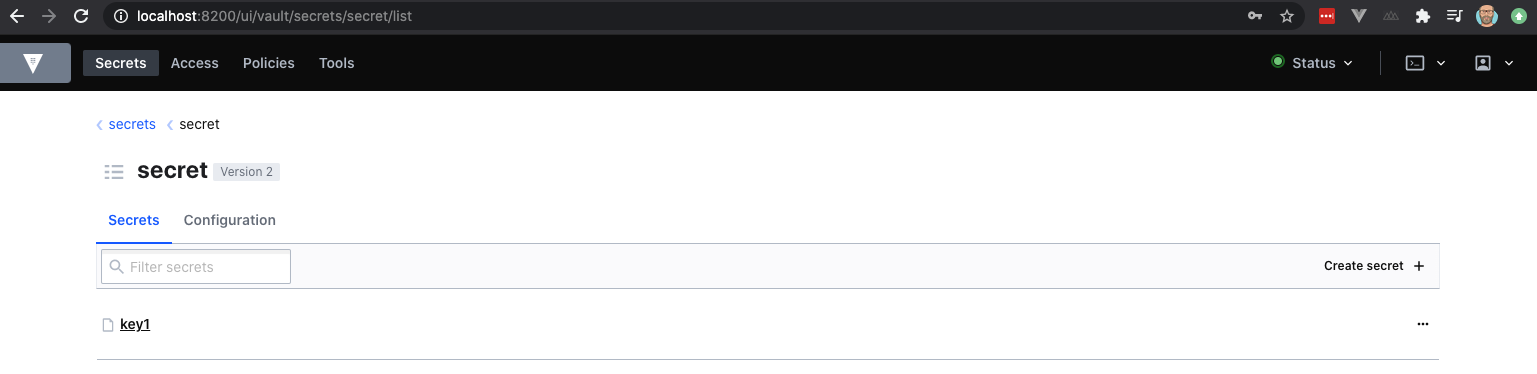 localhost:8200/ui/vault/secrets/secret/list
Secrets Access Policies Tools Status
secrets secret
secret Version 2
Secrets Configuration
Filter secrets Create secret +
key1 ...